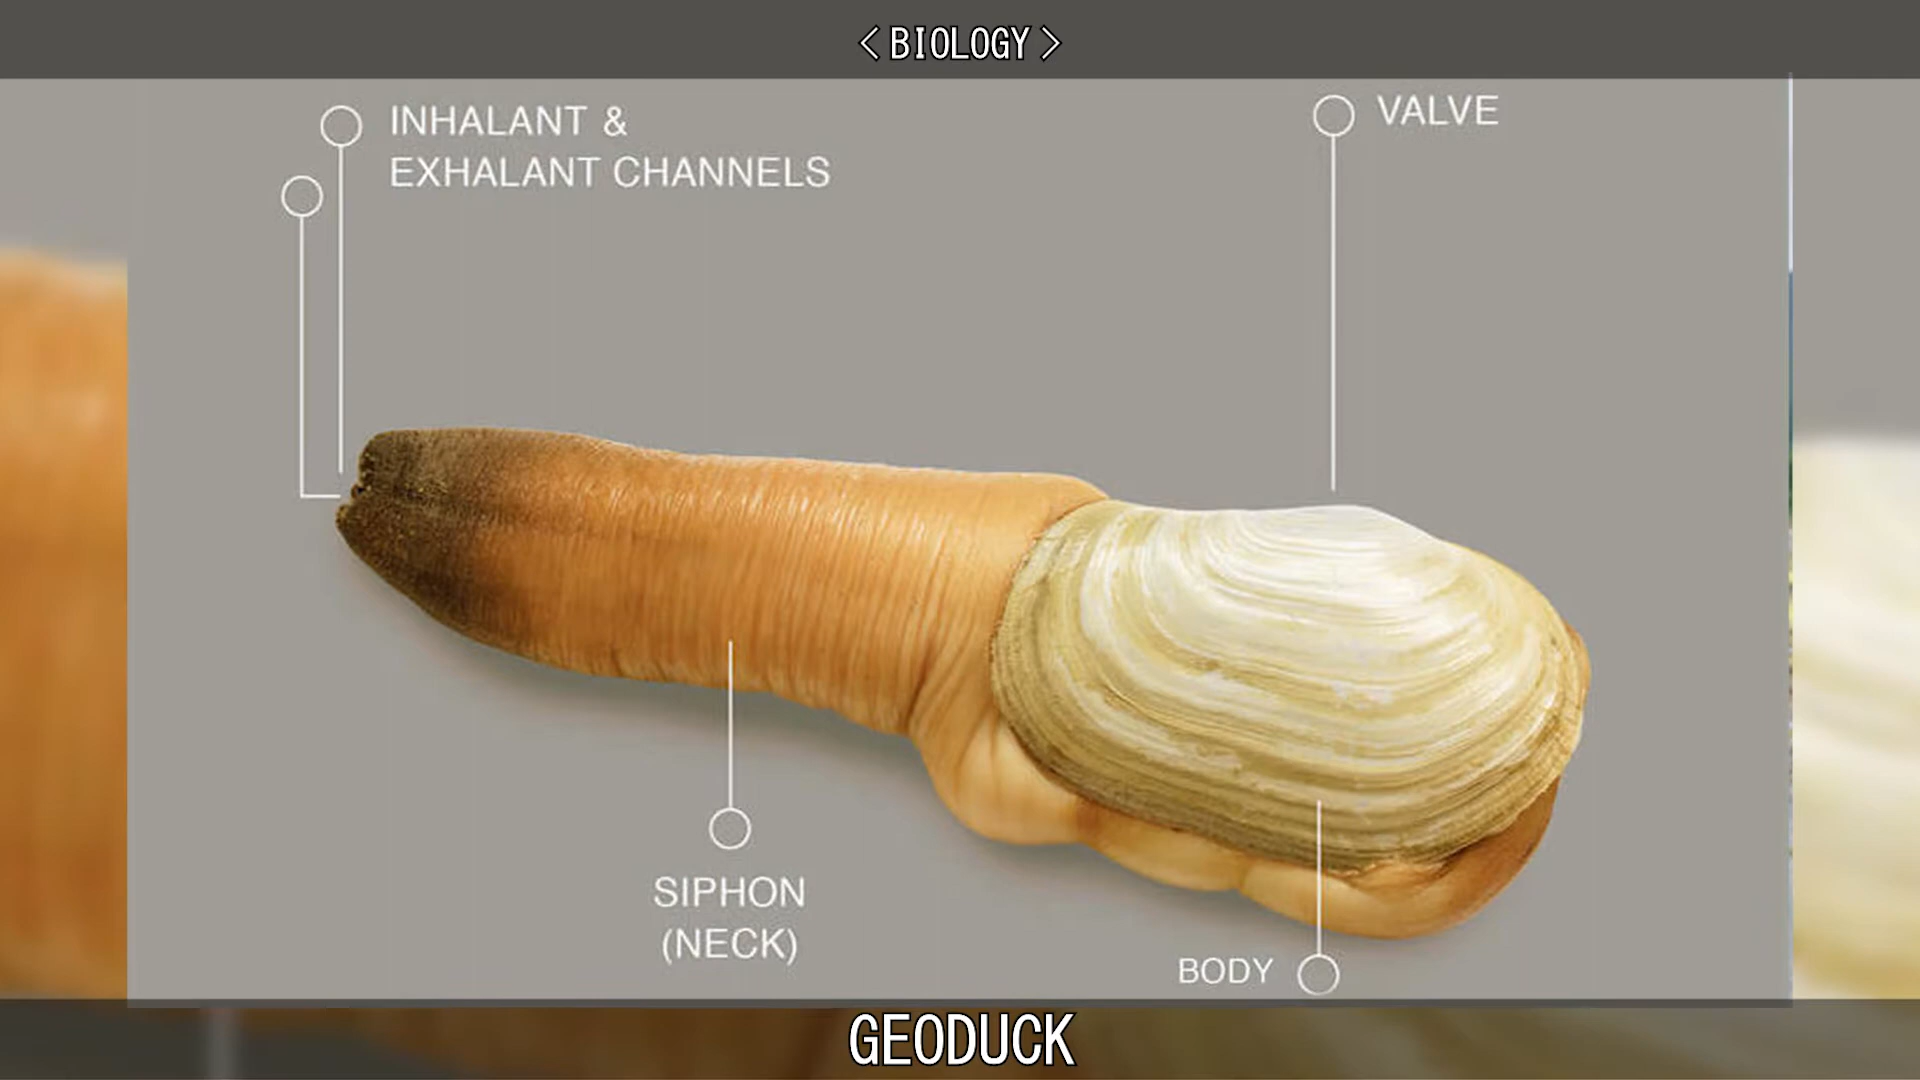 <BIOLOGY>
INHALANT &
EXHALANT CHANNELS
VALVE
SIPHON
(NECK)
BODY
GEODUCK